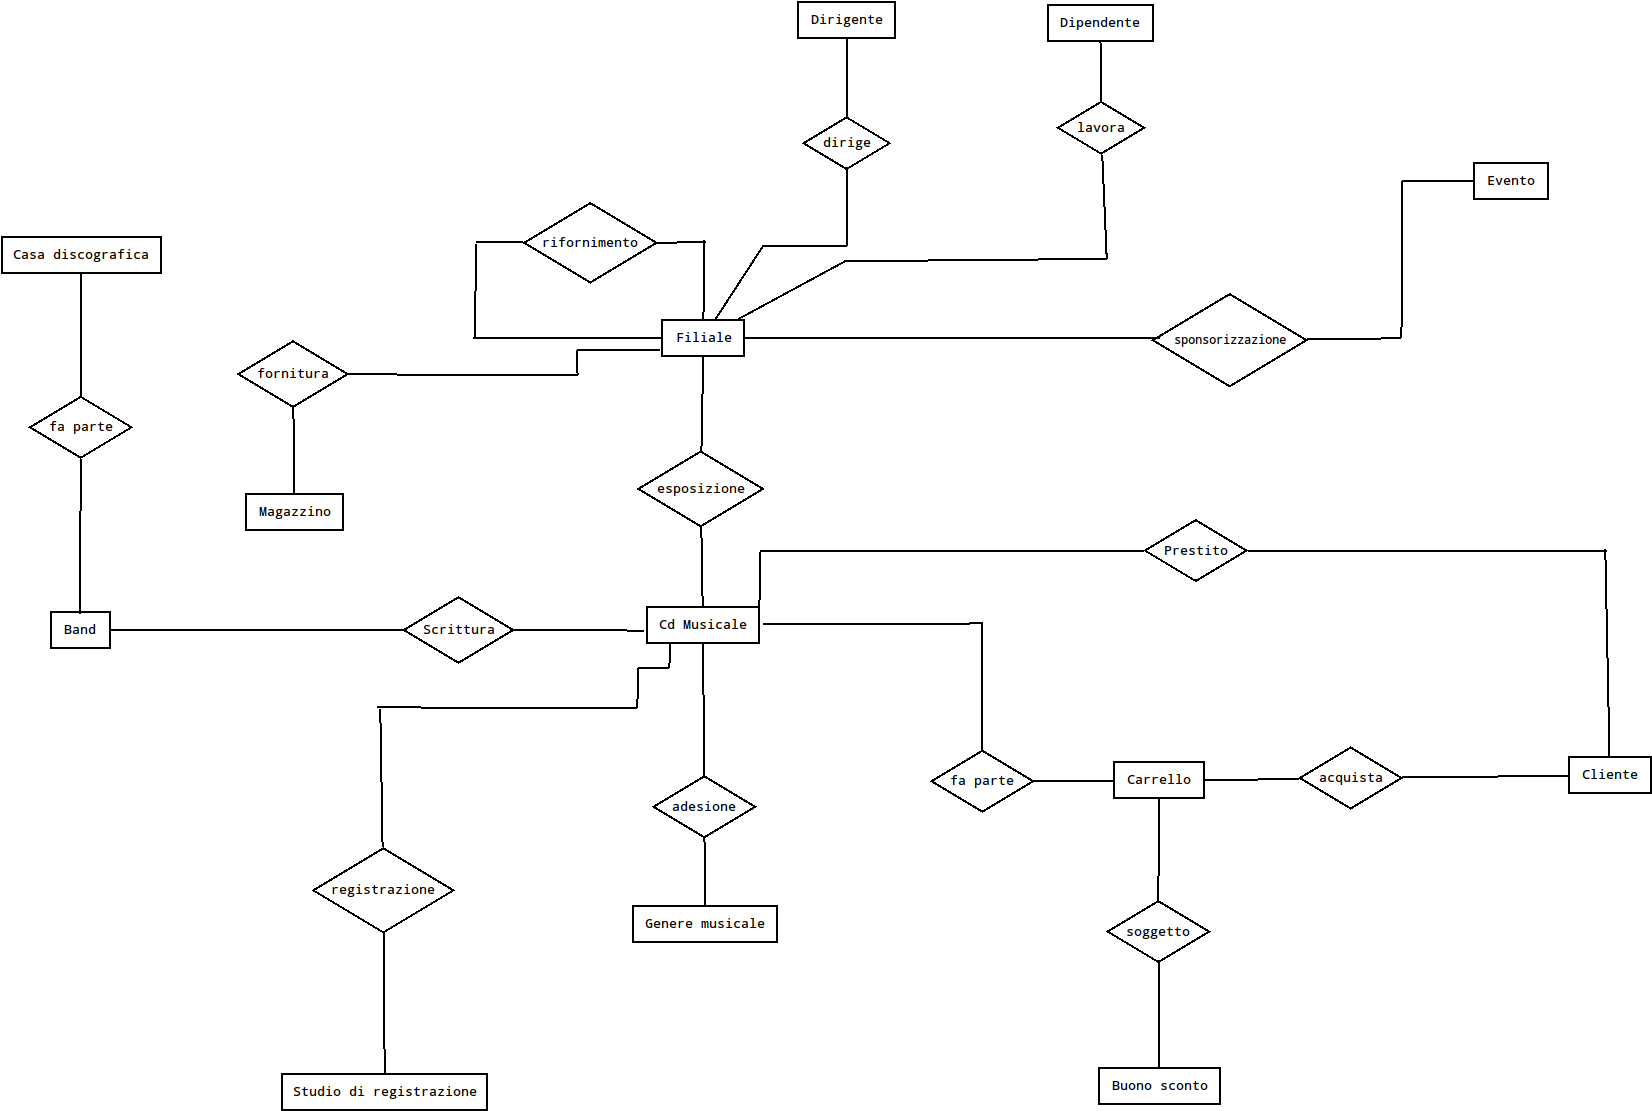 Dirigente
Dipendente
dirige
lavora
Evento
rifornimento
Casa discografica
Filiale
sponsorizzazione
fornitura
fa parte
esposizione
Magazzino
Prestito
Band
Scrittura
Cd Musicale
fa parte
Carrello
acquista
Cliente
adesione
registrazione
Genere musicale
soggetto
Studio di registrazione
Buono sconto